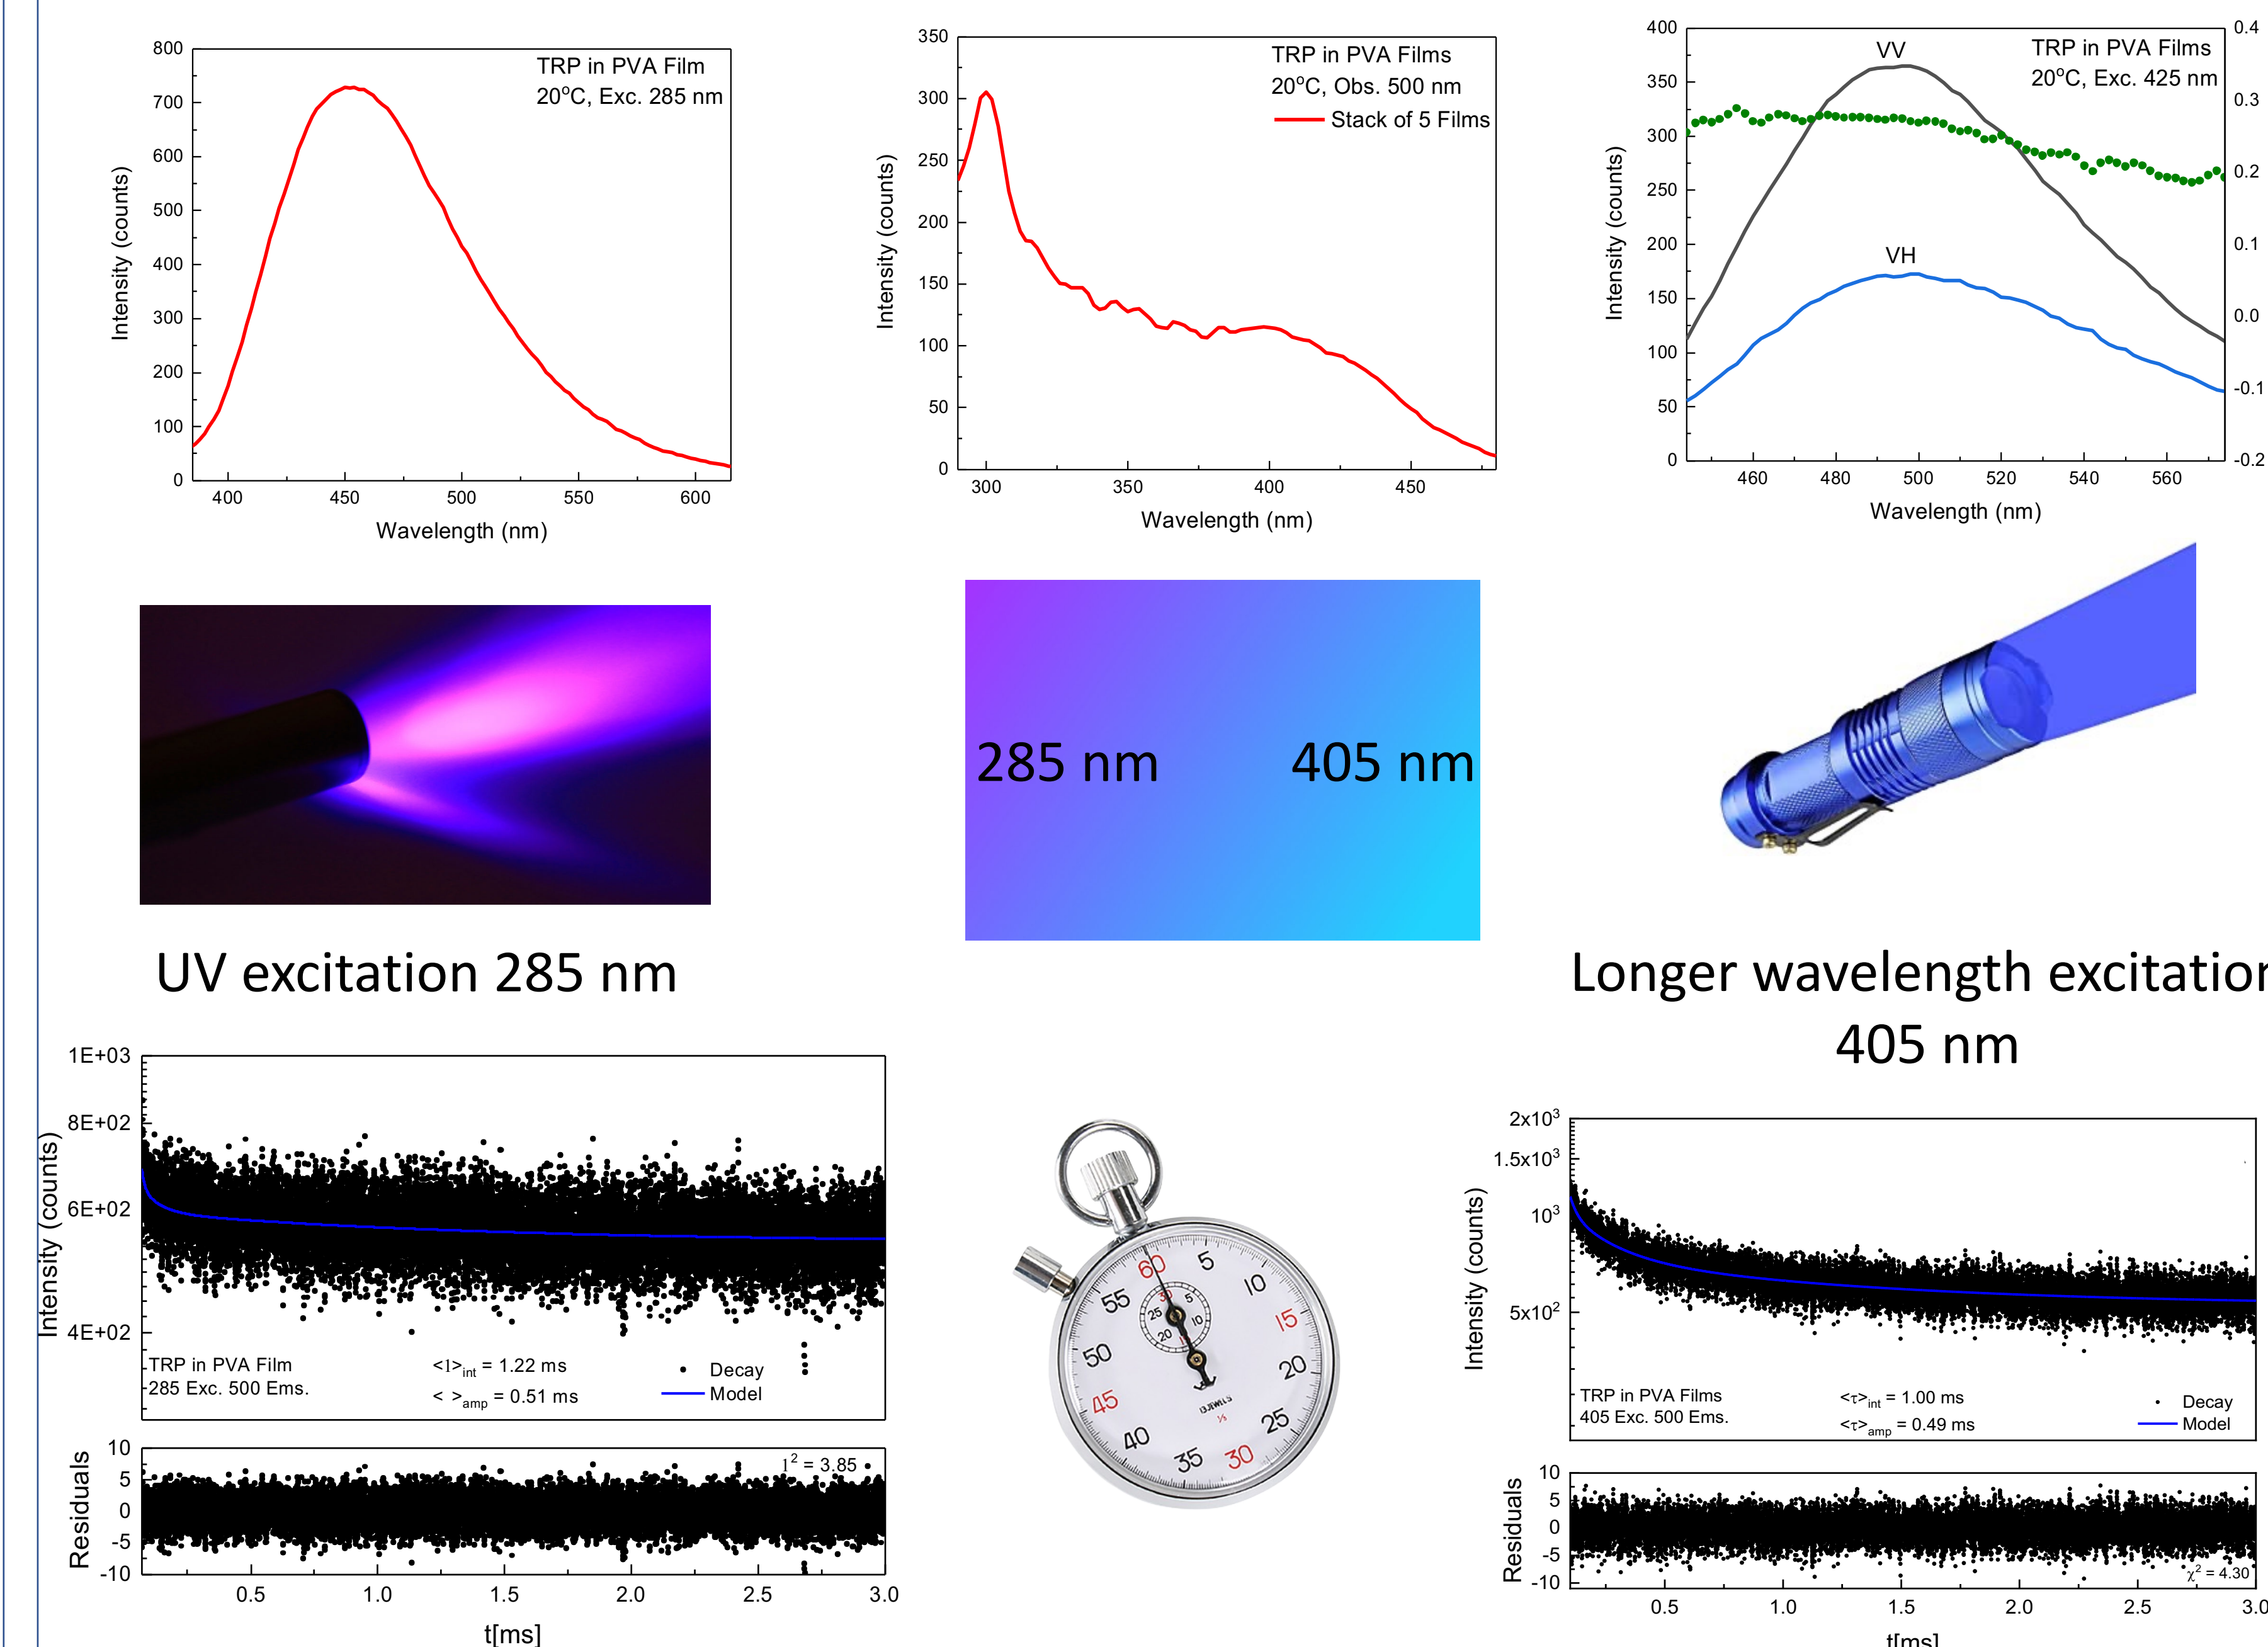 800
700
600
500
400
300
200
100
0
Intensity (counts)
TRP in PVA Film
20°C, Exc. 285 nm
400 450 500 550 600
Wavelength (nm)
350
300
250
200
150
100
50
0
Intensity (counts)
TRP in PVA Films
20°C, Obs. 500 nm
Stack of 5 Films
300 350 400 450
Wavelength (nm)
400
350
300
250
200
150
100
50
0
Intensity (counts)
VV
VH
TRP in PVA Films
20°C, Exc. 425 nm
0.4
0.3
0.2
0.1
0.0
-0.1
-0.2
460 480 500 520 540 560
Wavelength (nm)
285 nm 405 nm
UV excitation 285 nm
Longer wavelength excitation
405 nm
1E+03
8E+02
6E+02
4E+02
Intensity (counts)
TRP in PVA Film
285 Exc. 500 Ems.
<l>int = 1.22 ms
< >amp = 0.51 ms
Decay
Model
10
5
0
-5
-10
Residuals
l² = 3.85
0.5 1.0 1.5 2.0 2.5 3.0
t[ms]
60
5
10
15
20
25
30
35
40
45
50
55
5
10
20
25
13 JEWELS
1/5
2x10³
1.5x10³
10³
5x10²
Intensity (counts)
TRP in PVA Films
405 Exc. 500 Ems.
<τ>int = 1.00 ms
<τ>amp = 0.49 ms
Decay
Model
10
5
0
-5
-10
Residuals
χ² = 4.30
0.5 1.0 1.5 2.0 2.5 3.0
t[ms]